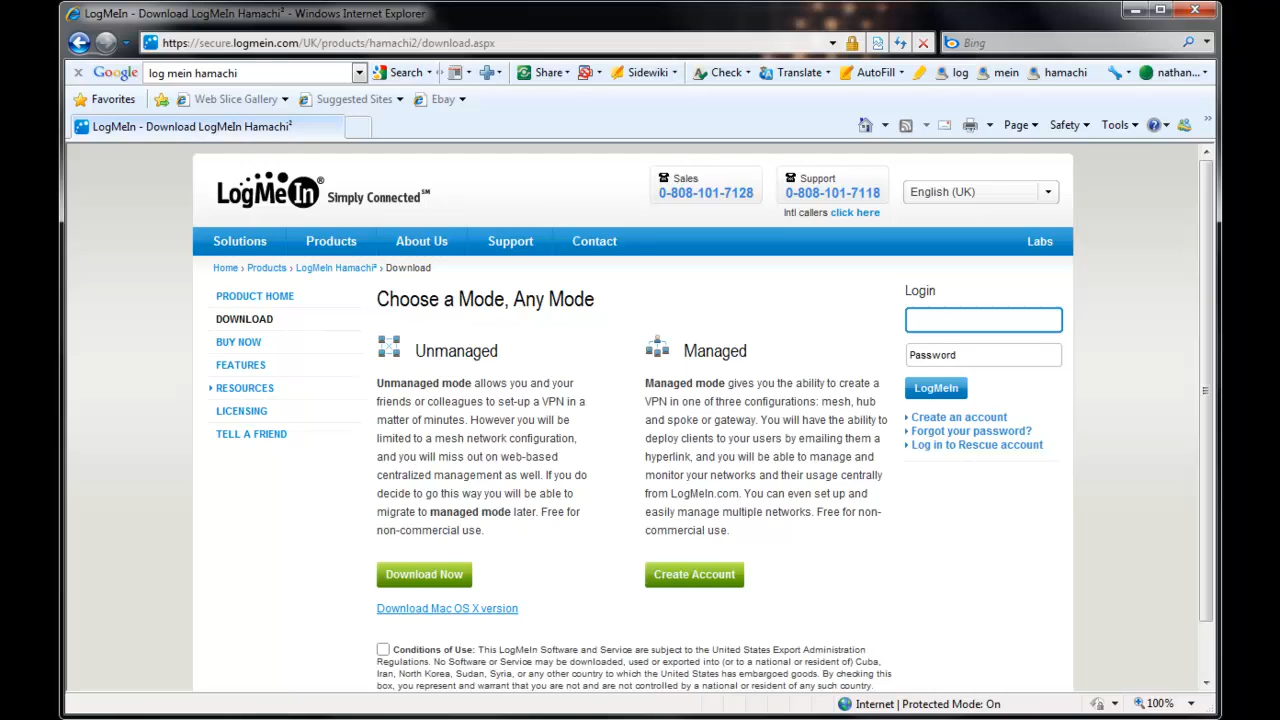 LogMeIn - Download LogMeIn Hamachi² - Windows Internet Explorer
https://secure.logmein.com/UK/products/hamachi2/download.aspx
Bing
x Google log mein hamachi Search Share Sidewiki Check Translate AutoFill log mein hamachi nathan...
Favorites Web Slice Gallery Suggested Sites Ebay
LogMeIn - Download LogMeIn Hamachi²
Page Safety Tools »
LogMeIn® Simply Connected℠
Sales
0-808-101-7128
Support
0-808-101-7118
Intl callers click here
English (UK)
Solutions Products About Us Support Contact Labs
Home › Products › LogMeIn Hamachi² › Download
PRODUCT HOME
DOWNLOAD
BUY NOW
FEATURES
RESOURCES
LICENSING
TELL A FRIEND
Choose a Mode, Any Mode
Unmanaged
Unmanaged mode allows you and your
friends or colleagues to set-up a VPN in a
matter of minutes. However you will be
limited to a mesh network configuration,
and you will miss out on web-based
centralized management as well. If you do
decide to go this way you will be able to
migrate to managed mode later. Free for
non-commercial use.
Download Now
Download Mac OS X version
Managed
Managed mode gives you the ability to create a
VPN in one of three configurations: mesh, hub
and spoke or gateway. You will have the ability to
deploy clients to your users by emailing them a
hyperlink, and you will be able to manage and
monitor your networks and their usage centrally
from LogMeIn.com. You can even set up and
easily manage multiple networks. Free for non-
commercial use.
Create Account
Login
Password
LogMeIn
Create an account
Forgot your password?
Log in to Rescue account
Conditions of Use: This LogMeIn Software and Service are subject to the United States Export Administration
Regulations. No Software or Service may be downloaded, used or exported into (or to a national or resident of) Cuba,
Iran, North Korea, Sudan, Syria, or any other country to which the United States has embargoed goods. By checking this
box, you represent and warrant that you are not and are not controlled by a national or resident of any such country.
Internet | Protected Mode: On
100%